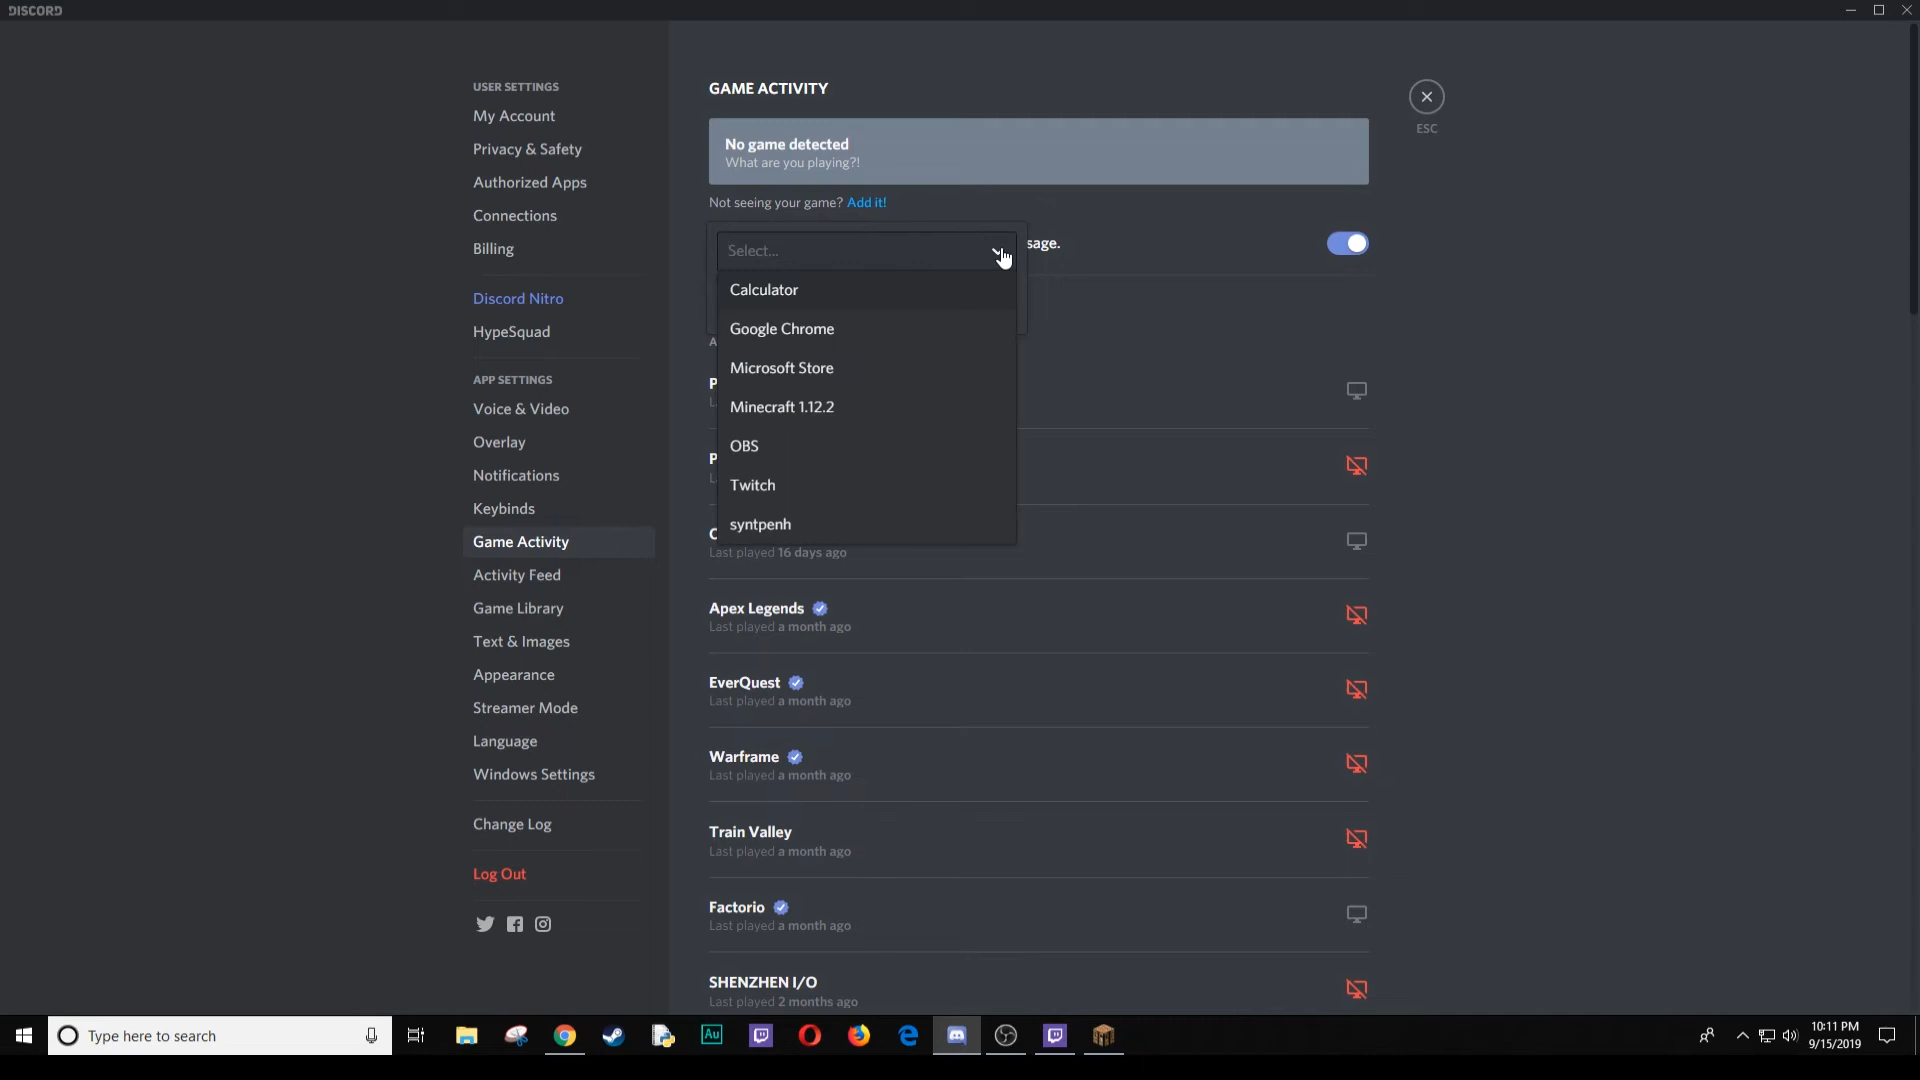 DISCORD
USER SETTINGS
My Account
Privacy & Safety
Authorized Apps
Connections
Billing
Discord Nitro
HypeSquad
APP SETTINGS
Voice & Video
Overlay
Notifications
Keybinds
Game Activity
Activity Feed
Game Library
Text & Images
Appearance
Streamer Mode
Language
Windows Settings
Change Log
Log Out
GAME ACTIVITY
No game detected
What are you playing?!
Not seeing your game? Add it!
sage.
Select...
Calculator
Google Chrome
Microsoft Store
Minecraft 1.12.2
OBS
Twitch
syntpenh
A
P
L
P
L
Last played 16 days ago
Apex Legends
Last played a month ago
EverQuest
Last played a month ago
Warframe
Last played a month ago
Train Valley
Last played a month ago
Factorio
Last played a month ago
SHENZHEN I/O
Last played 2 months ago
ESC
Type here to search
Au
10:11 PM
9/15/2019